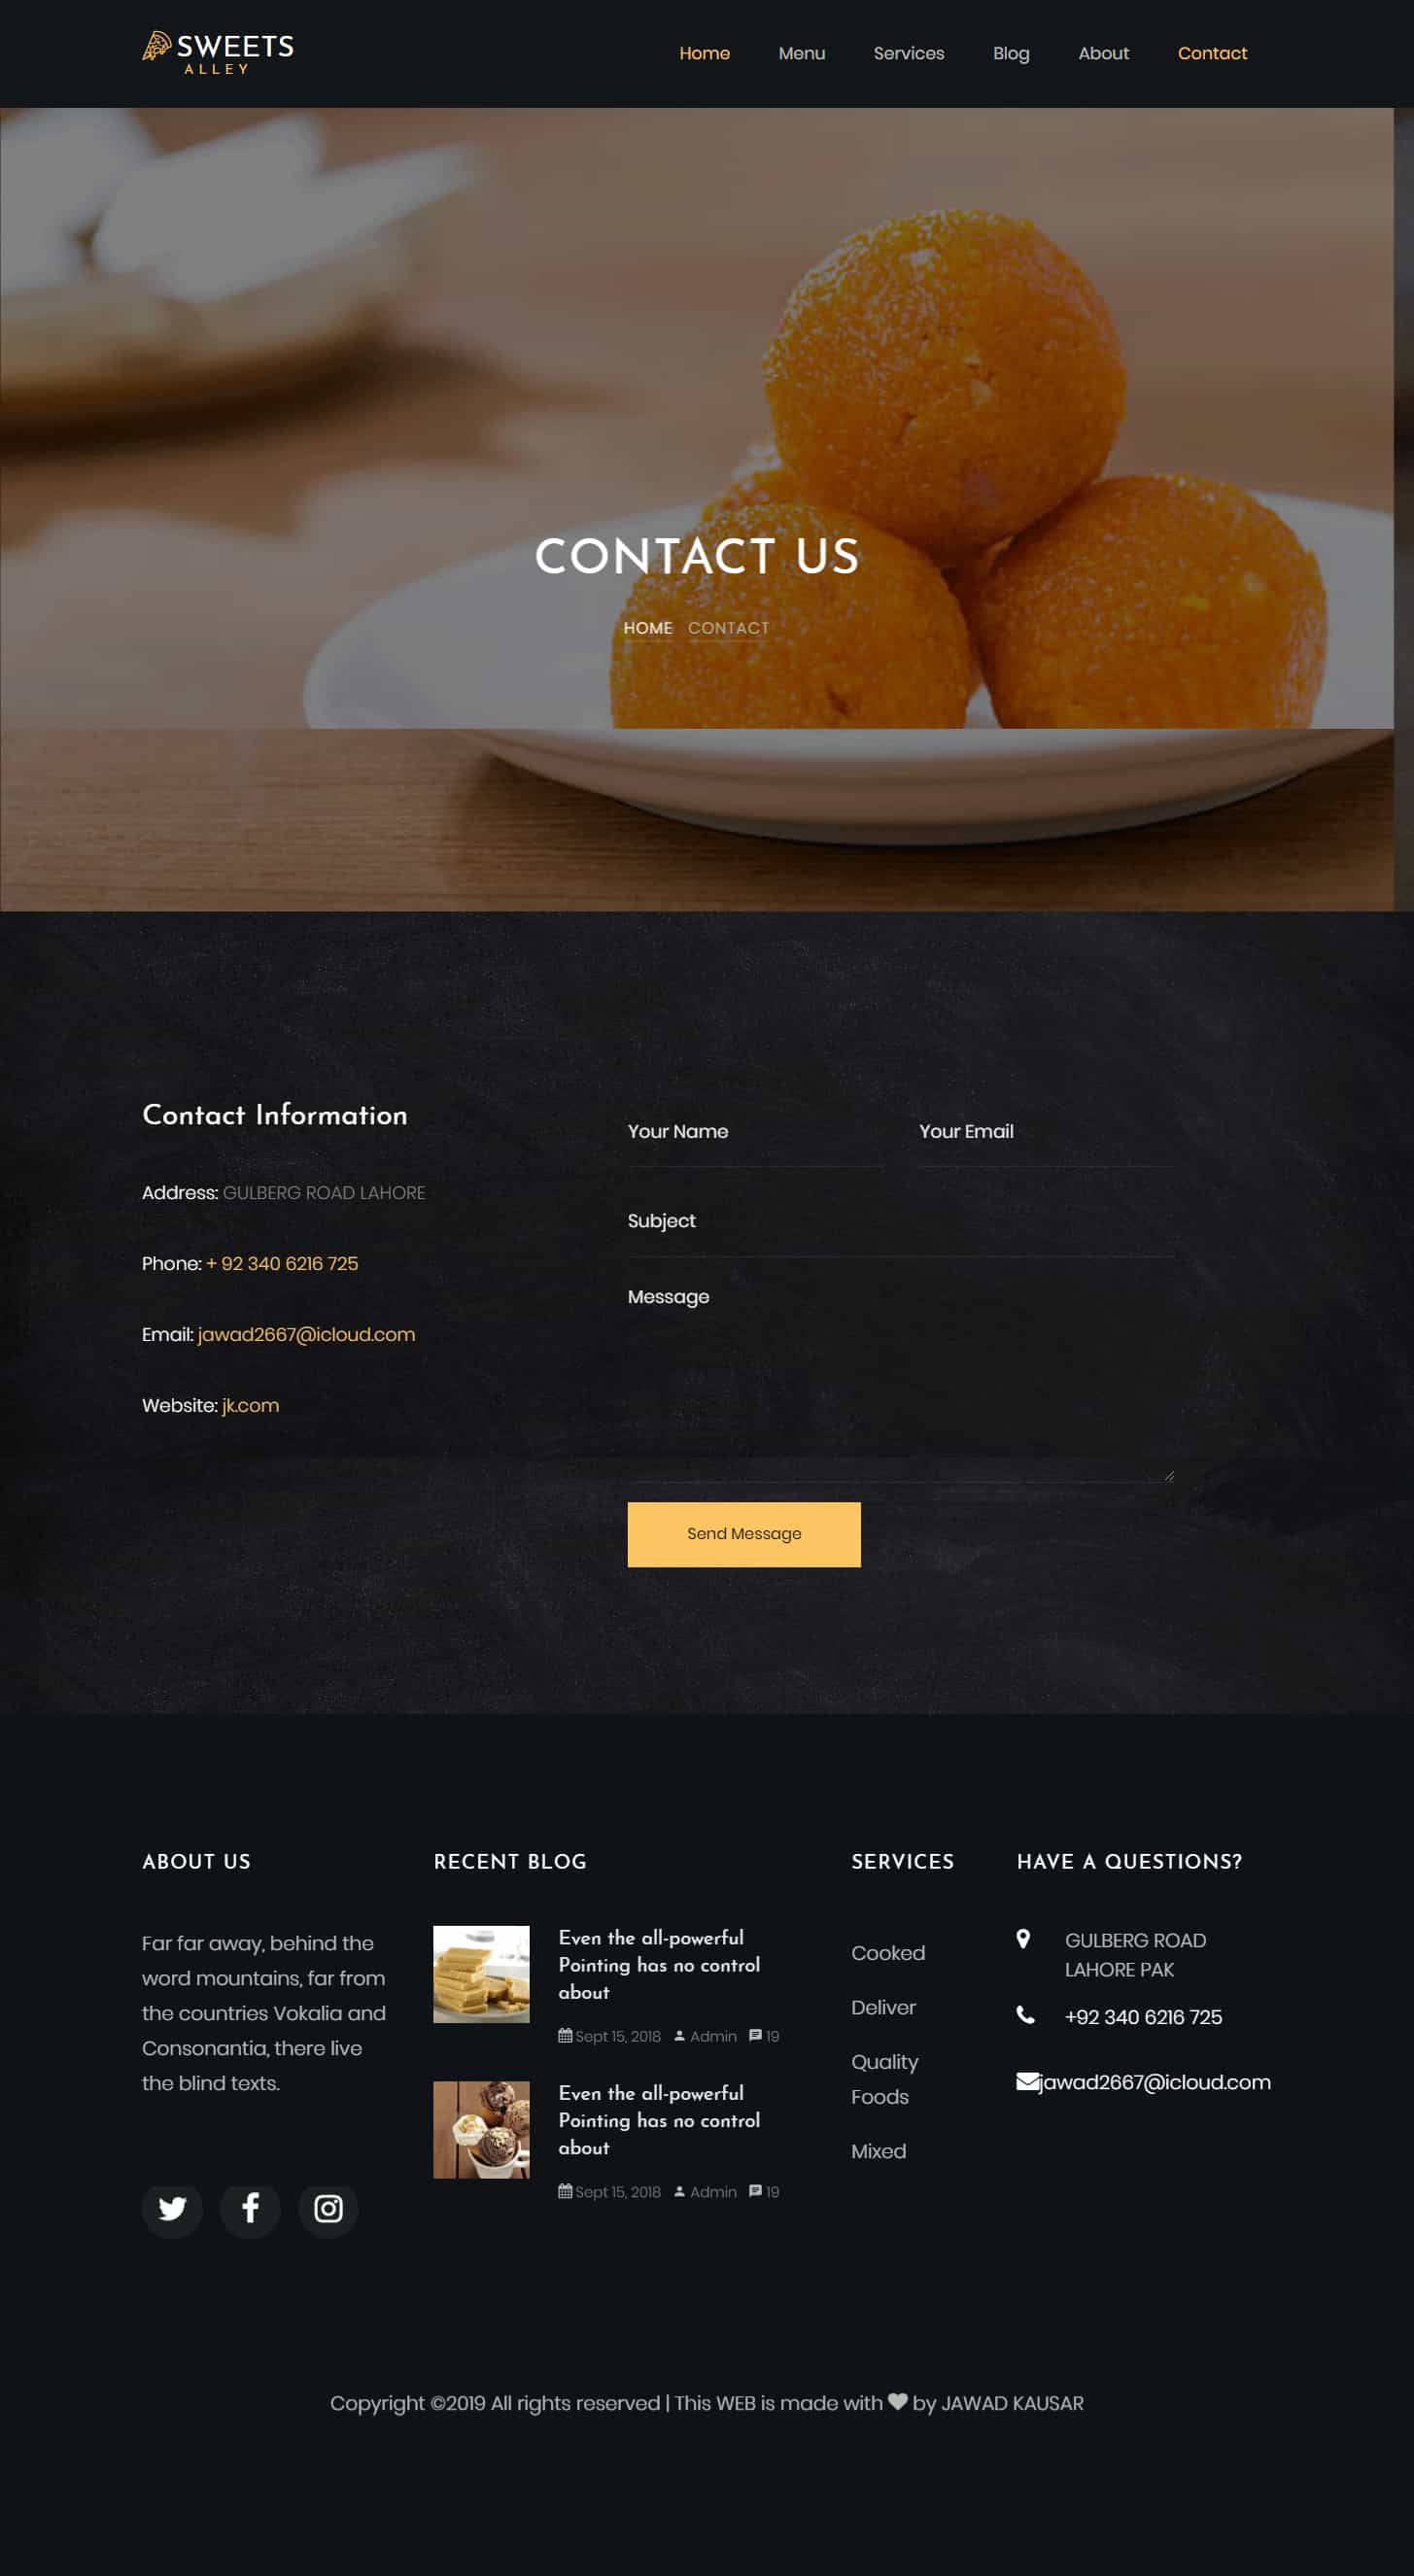 SWEETS
ALLEY
Home Menu Services Blog About Contact
CONTACT US
HOME CONTACT
Contact Information
Address: GULBERG ROAD LAHORE
Phone: + 92 340 6216 725
Email: jawad2667@icloud.com
Website: jk.com
Your Name Your Email
Subject
Message
Send Message
ABOUT US
Far far away, behind the
word mountains, far from
the countries Vokalia and
Consonantia, there live
the blind texts.
RECENT BLOG
Even the all-powerful
Pointing has no control
about
Sept 15, 2018 Admin 19
Even the all-powerful
Pointing has no control
about
Sept 15, 2018 Admin 19
SERVICES
Cooked
Deliver
Quality
Foods
Mixed
HAVE A QUESTIONS?
GULBERG ROAD
LAHORE PAK
+92 340 6216 725
jawad2667@icloud.com
Copyright ©2019 All rights reserved | This WEB is made with ♥ by JAWAD KAUSAR